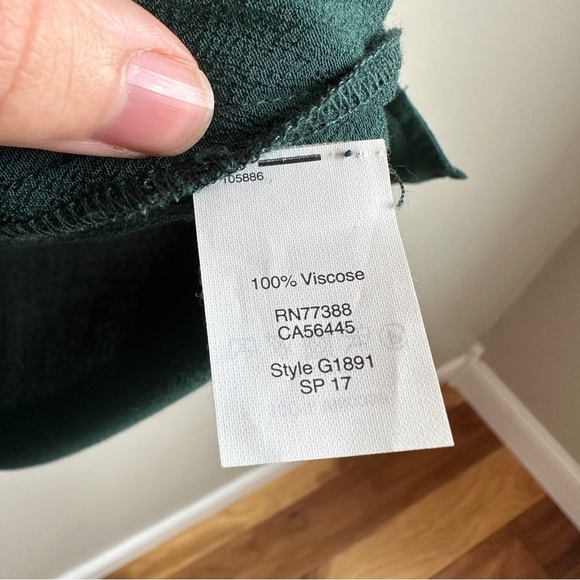 105886
100% Viscose
RN77388
CA56445
Style G1891
SP 17